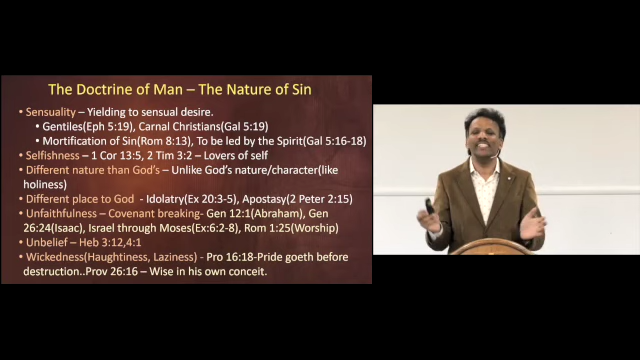 The Doctrine of Man – The Nature of Sin
• Sensuality – Yielding to sensual desire.
• Gentiles(Eph 5:19), Carnal Christians(Gal 5:19)
• Mortification of Sin(Rom 8:13), To be led by the Spirit(Gal 5:16-18)
• Selfishness – 1 Cor 13:5, 2 Tim 3:2 – Lovers of self
• Different nature than God's – Unlike God's nature/character(like
holiness)
• Different place to God - Idolatry(Ex 20:3-5), Apostasy(2 Peter 2:15)
• Unfaithfulness – Covenant breaking- Gen 12:1(Abraham), Gen
26:24(Isaac), Israel through Moses(Ex:6:2-8), Rom 1:25(Worship)
• Unbelief – Heb 3:12,4:1
• Wickedness(Haughtiness, Laziness) - Pro 16:18-Pride goeth before
destruction..Prov 26:16 – Wise in his own conceit.